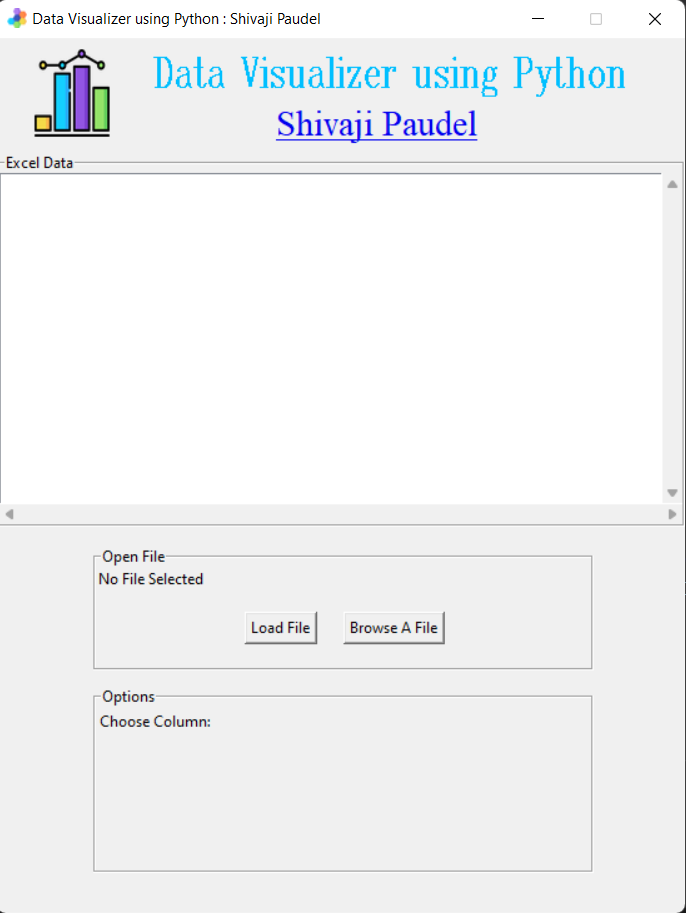 Data Visualizer using Python : Shivaji Paudel
Data Visualizer using Python
Shivaji Paudel
Excel Data
Open File
No File Selected
Load File Browse A File
Options
Choose Column: